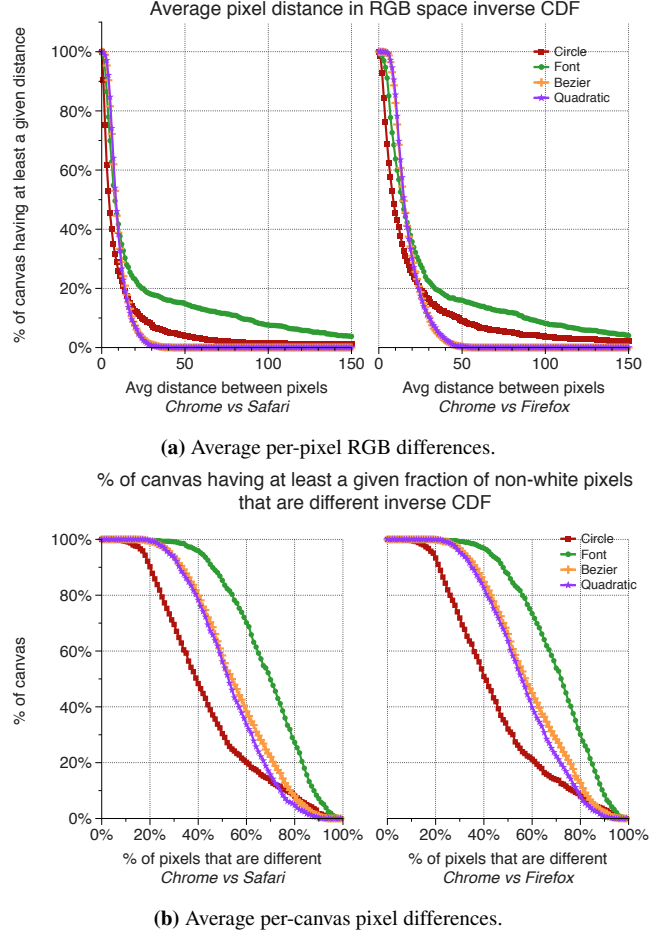 Average pixel distance in RGB space inverse CDF
% of canvas having at least a given distance
100%
80%
60%
40%
20%
0%
0 50 100 150
Avg distance between pixels
Chrome vs Safari
Circle
Font
Bezier
Quadratic
0 50 100 150
Avg distance between pixels
Chrome vs Firefox
(a) Average per-pixel RGB differences.
% of canvas having at least a given fraction of non-white pixels
that are different inverse CDF
% of canvas
100%
80%
60%
40%
20%
0%
0% 20% 40% 60% 80% 100%
% of pixels that are different
Chrome vs Safari
Circle
Font
Bezier
Quadratic
0% 20% 40% 60% 80% 100%
% of pixels that are different
Chrome vs Firefox
(b) Average per-canvas pixel differences.